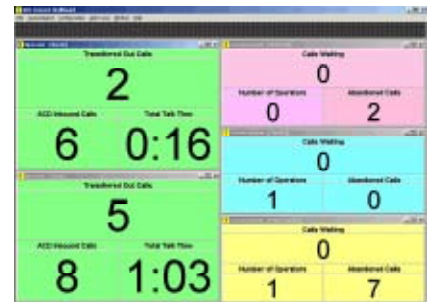 Transferred Out Calls
2
ACD Inbound Calls
Total Talk Time
6
0:16
Transferred Out Calls
5
ACD Inbound Calls
Total Talk Time
8
1:03
Calls Waiting
0
Number of Operators
Abandoned Calls
0
2
Calls Waiting
0
Number of Operators
Abandoned Calls
1
0
Calls Waiting
0
Number of Operators
Abandoned Calls
1
7